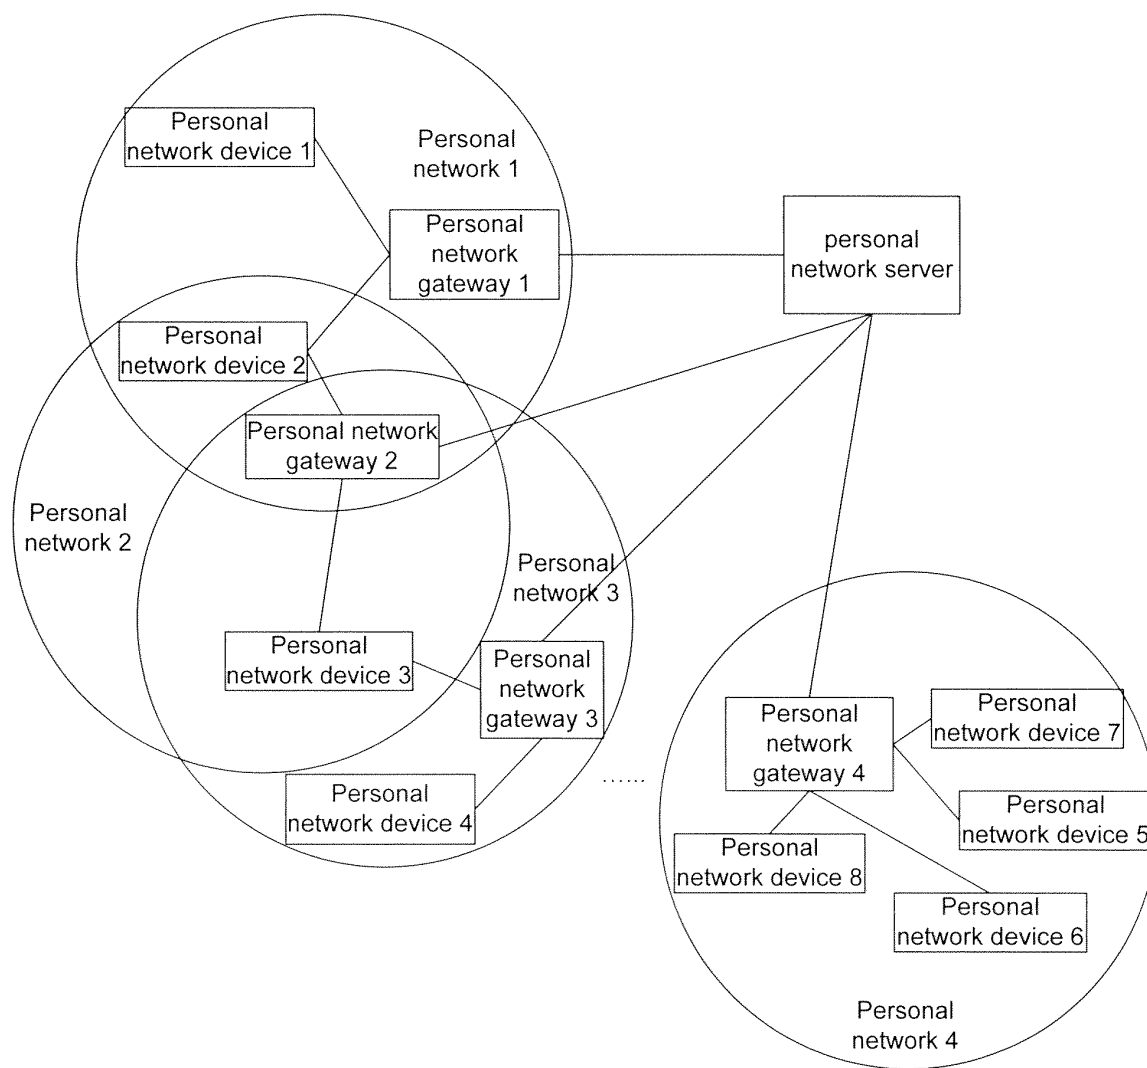 Personal
network device 1
Personal
network 1
Personal
network
gateway 1
personal
network server
Personal
network device 2
Personal network
gateway 2
Personal
network 2
Personal
network 3
Personal
network device 3
Personal
network
gateway 3
Personal
network device 4
......
Personal
network
gateway 4
Personal
network device 7
Personal
network device 5
Personal
network device 8
Personal
network device 6
Personal
network 4